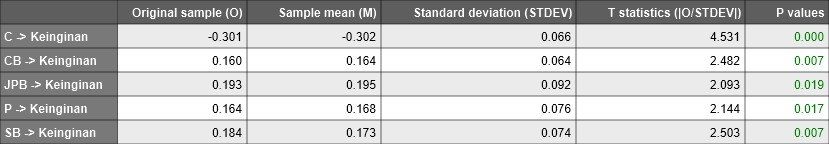 Original sample (O) Sample mean (M) Standard deviation (STDEV) T statistics (|O/STDEV|) P values
C -> Keinginan -0.301 -0.302 0.066 4.531 0.000
CB -> Keinginan 0.160 0.164 0.064 2.482 0.007
JPB -> Keinginan 0.193 0.195 0.092 2.093 0.019
P -> Keinginan 0.164 0.168 0.076 2.144 0.017
SB -> Keinginan 0.184 0.173 0.074 2.503 0.007